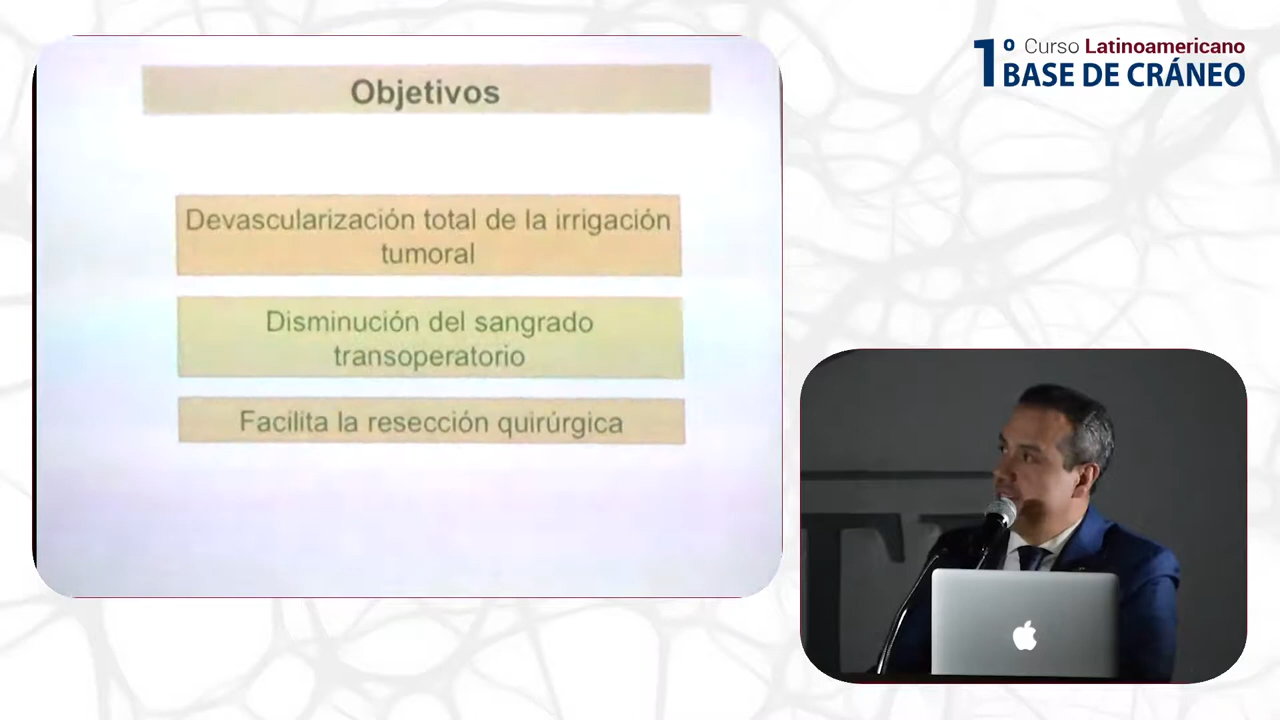 1º Curso Latinoamericano
BASE DE CRÁNEO
Objetivos
Devascularización total de la irrigación
tumoral
Disminución del sangrado
transoperatorio
Facilita la resección quirúrgica